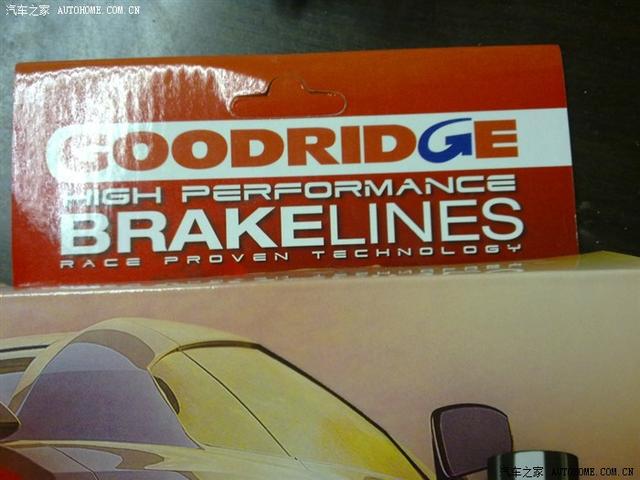 汽车之家 AUTOHOME.COM.CN
GOODRIDGE
HIGH PERFORMANCE
BRAKELINES
RACE PROVEN TECHNOLOGY
汽车之家 AUTOHOME.COM.CN